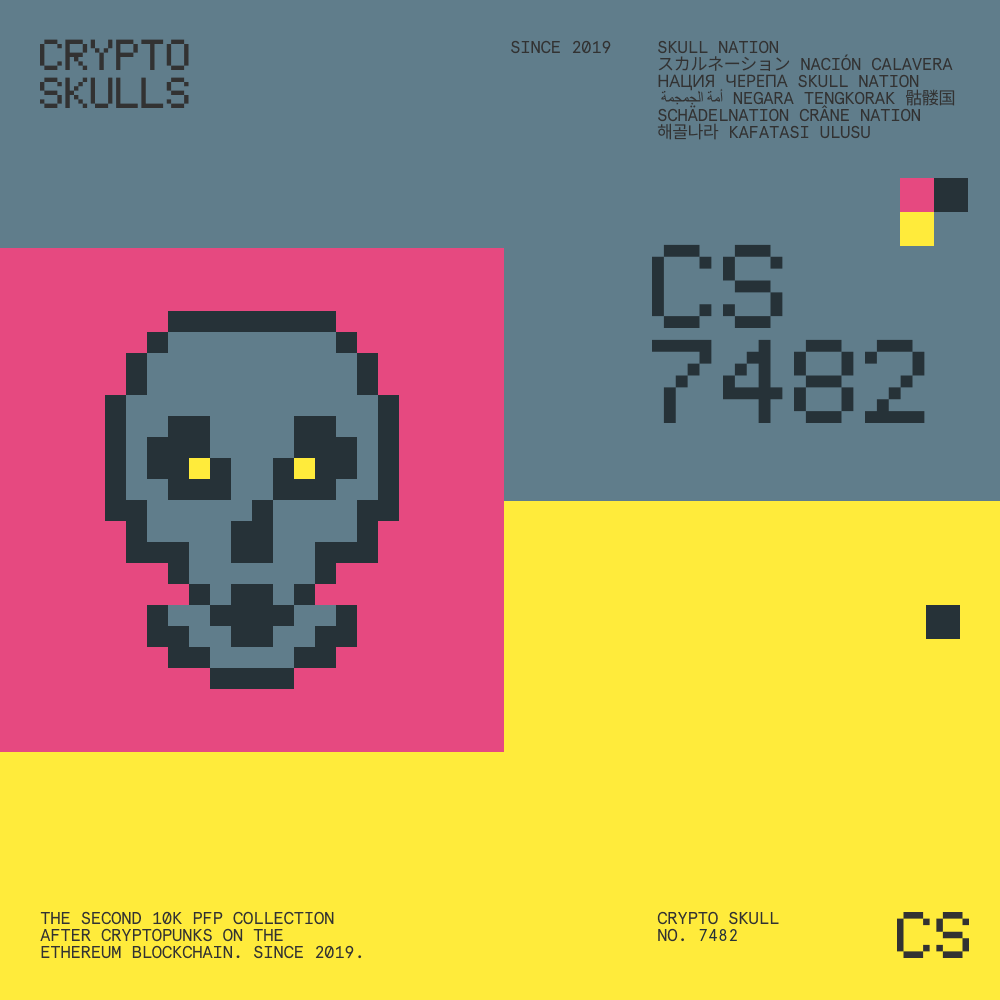 CRYPTO
SKULLS
SINCE 2019
SKULL NATION
スカルネーション NACIÓN CALAVERA
НАЦИЯ ЧЕРЕПА SKULL NATION
أمة الجمجمة NEGARA TENGKORAK 骷髅国
SCHÄDELNATION CRÂNE NATION
해골나라 KAFATASI ULUSU
CS
7482
THE SECOND 10K PFP COLLECTION
AFTER CRYPTOPUNKS ON THE
ETHEREUM BLOCKCHAIN. SINCE 2019.
CRYPTO SKULL
NO. 7482
CS